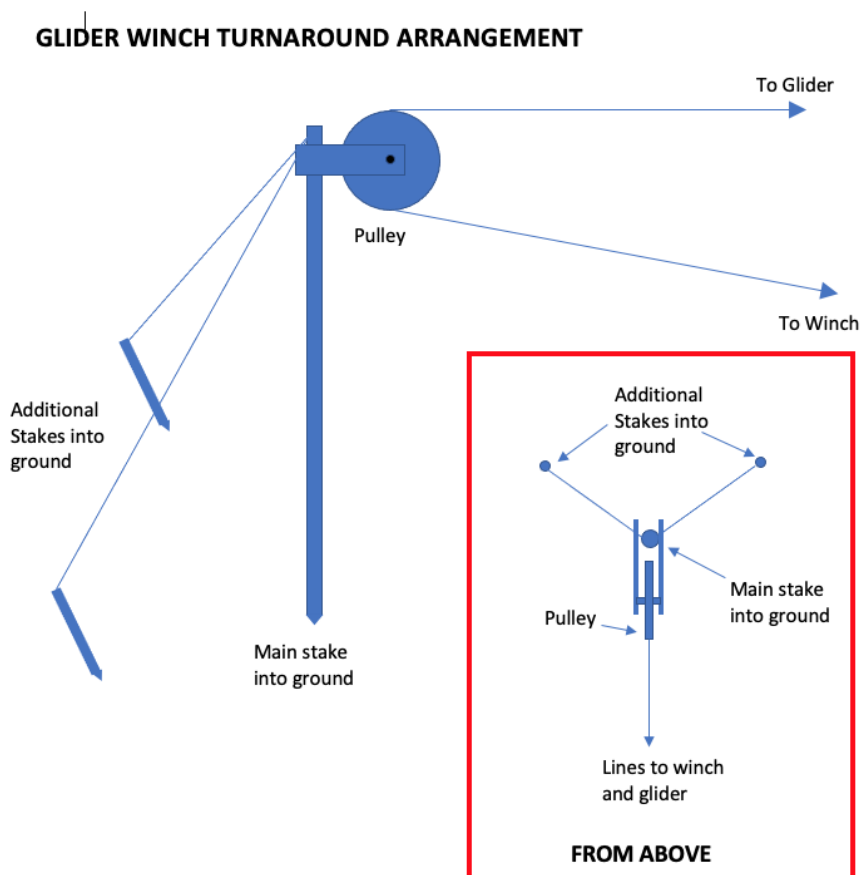 GLIDER WINCH TURNAROUND ARRANGEMENT
To Glider
Pulley
To Winch
Additional
Stakes into
ground
Main stake
into ground
Additional
Stakes into
ground
Main stake
into ground
Pulley
Lines to winch
and glider
FROM ABOVE